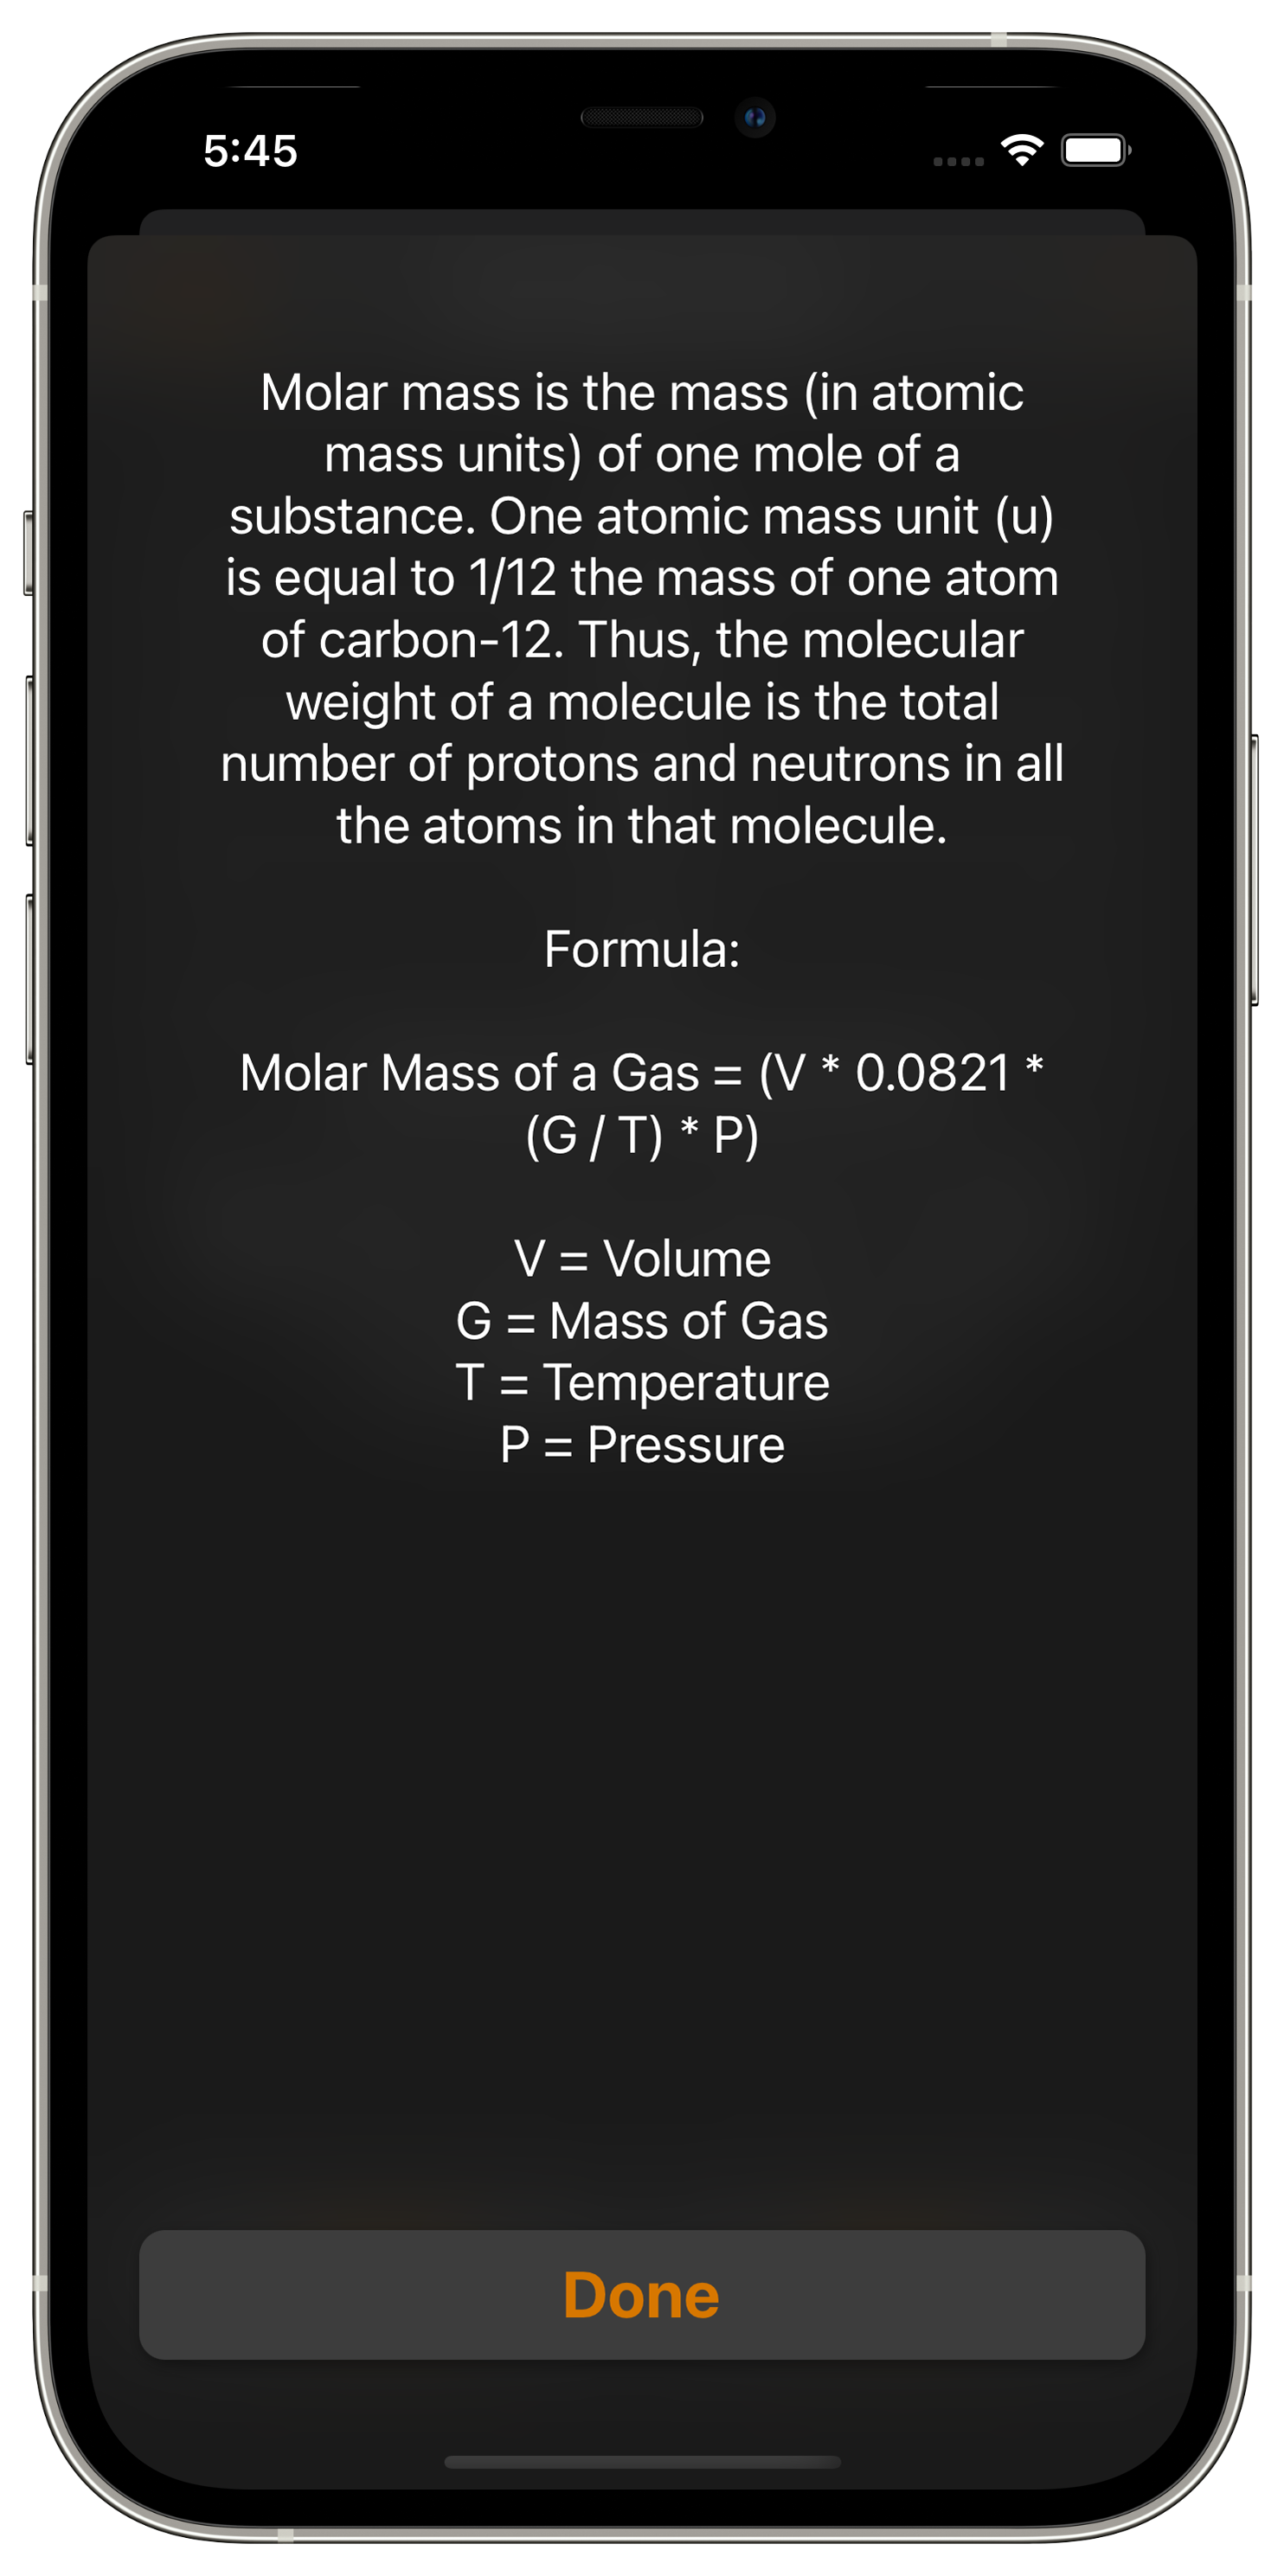 5:45
Molar mass is the mass (in atomic
mass units) of one mole of a
substance. One atomic mass unit (u)
is equal to 1/12 the mass of one atom
of carbon-12. Thus, the molecular
weight of a molecule is the total
number of protons and neutrons in all
the atoms in that molecule.
Formula:
Molar Mass of a Gas = (V * 0.0821 *
(G / T) * P)
V = Volume
G = Mass of Gas
T = Temperature
P = Pressure
Done